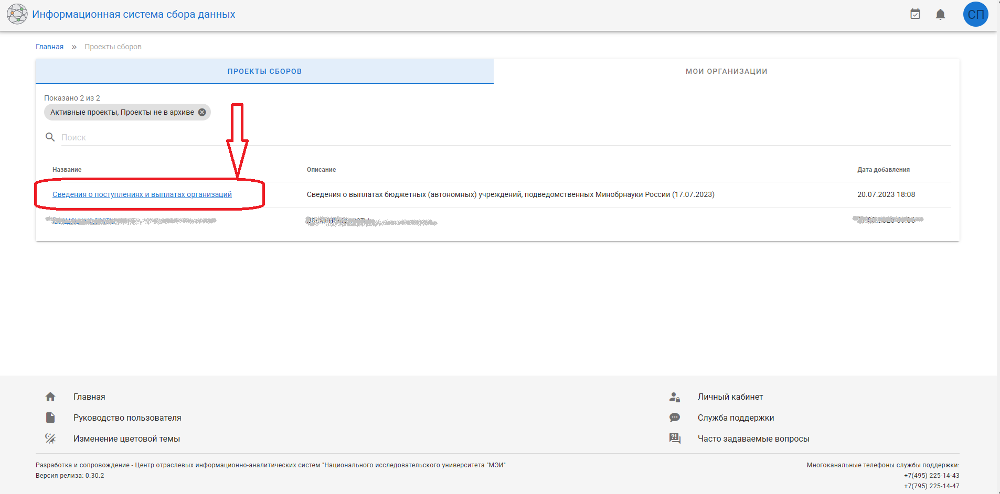 Информационная система сбора данных
СП
Главная » Проекты сборов
ПРОЕКТЫ СБОРОВ
МОИ ОРГАНИЗАЦИИ
Показано 2 из 2
Активные проекты, Проекты не в архиве
Поиск
Название Описание Дата добавления
Сведения о поступлениях и выплатах организаций Сведения о выплатах бюджетных (автономных) учреждений, подведомственных Минобрнауки России (17.07.2023) 20.07.2023 18:08
Главная
Руководство пользователя
Изменение цветовой темы
Личный кабинет
Служба поддержки
Часто задаваемые вопросы
Разработка и сопровождение - Центр отраслевых информационно-аналитических систем "Национального исследовательского университета "МЭИ"
Версия релиза: 0.30.2
Многоканальные телефоны службы поддержки:
+7(495) 225-14-43
+7(795) 225-14-47